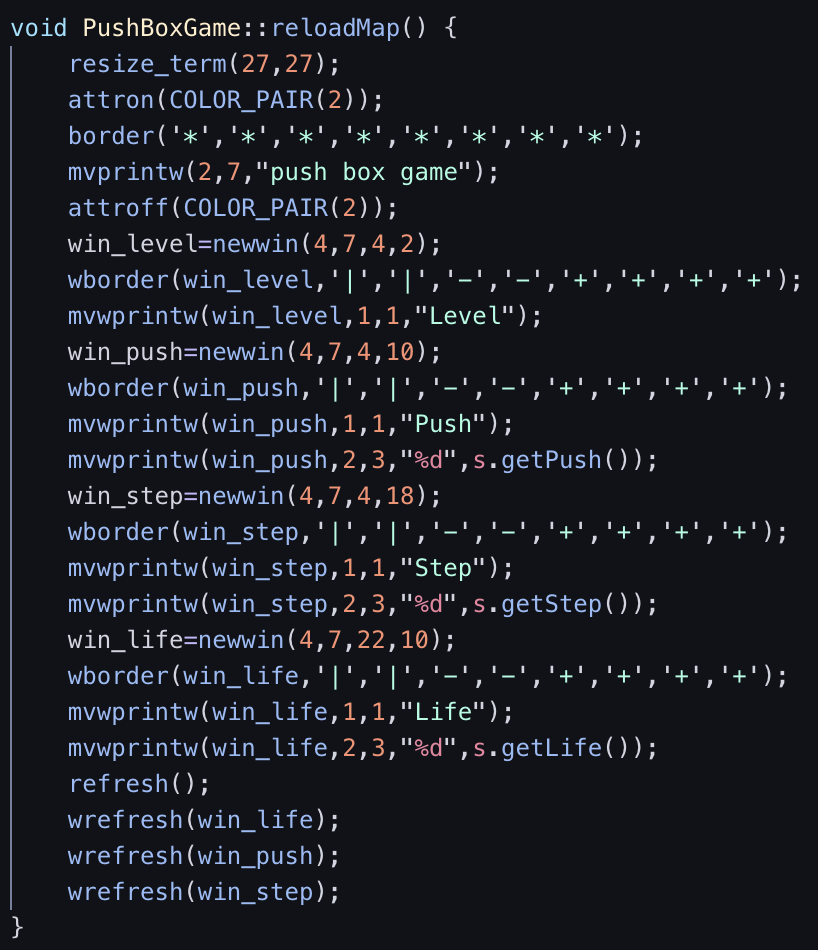 void PushBoxGame::reloadMap() {
    resize_term(27,27);
    attron(COLOR_PAIR(2));
    border('*','*','*','*','*','*','*','*');
    mvprintw(2,7,"push box game");
    attroff(COLOR_PAIR(2));
    win_level=newwin(4,7,4,2);
    wborder(win_level,'|','|','-','-','+','+','+','+');
    mvwprintw(win_level,1,1,"Level");
    win_push=newwin(4,7,4,10);
    wborder(win_push,'|','|','-','-','+','+','+','+');
    mvwprintw(win_push,1,1,"Push");
    mvwprintw(win_push,2,3,"%d",s.getPush());
    win_step=newwin(4,7,4,18);
    wborder(win_step,'|','|','-','-','+','+','+','+');
    mvwprintw(win_step,1,1,"Step");
    mvwprintw(win_step,2,3,"%d",s.getStep());
    win_life=newwin(4,7,22,10);
    wborder(win_life,'|','|','-','-','+','+','+','+');
    mvwprintw(win_life,1,1,"Life");
    mvwprintw(win_life,2,3,"%d",s.getLife());
    refresh();
    wrefresh(win_life);
    wrefresh(win_push);
    wrefresh(win_step);
}